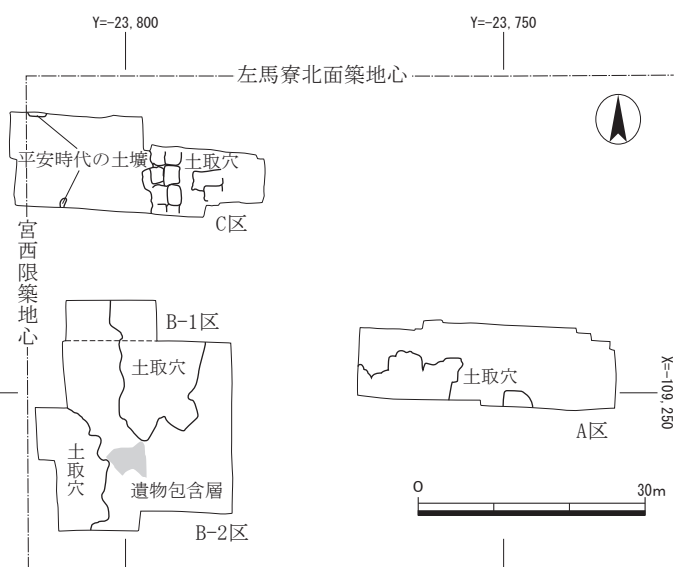 Y=-23,800
Y=-23,750
左馬寮北面築地心
平安時代の土壙
土取穴
C区
宮西限築地心
B-1区
土取穴
土取穴
X=-109,250
A区
土取穴
遺物包含層
B-2区
0
30m